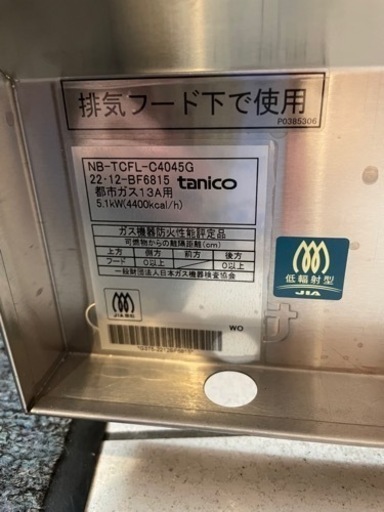 排気フード下で使用
P0385306
NB-TCFL-C4045G
22・12-BF6815 tanico
都市ガス13A用
5.1kW(4400kcal/h)
ガス機器防火性能評定品
可燃物からの離隔距離(cm)
上方 側方 前方 後方
フード 0以上 0以上
一般財団法人日本ガス機器検査協会
低輻射型
JIA
WO